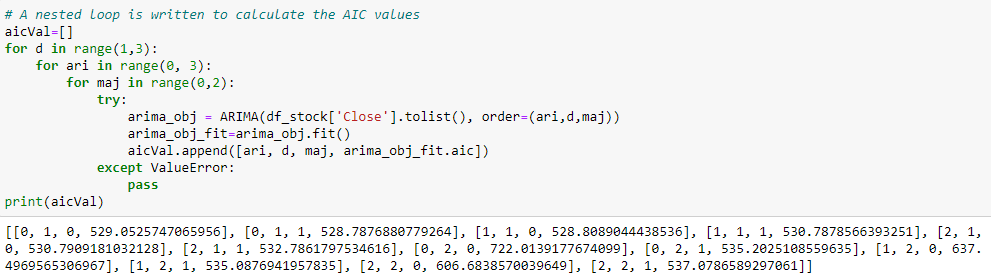 # A nested loop is written to calculate the AIC values
aicVal=[]
for d in range(1,3):
    for ari in range(0, 3):
        for maj in range(0,2):
            try:
                arima_obj = ARIMA(df_stock['Close'].tolist(), order=(ari,d,maj))
                arima_obj_fit=arima_obj.fit()
                aicVal.append([ari, d, maj, arima_obj_fit.aic])
            except ValueError:
                pass
print(aicVal)
[[0, 1, 0, 529.0525747065956], [0, 1, 1, 528.7876880779264], [1, 1, 0, 528.8089044438536], [1, 1, 1, 530.7878566393251], [2, 1,
0, 530.7909181032128], [2, 1, 1, 532.7861797534616], [0, 2, 0, 722.0139177674099], [0, 2, 1, 535.2025108559635], [1, 2, 0, 637.
4969565306967], [1, 2, 1, 535.0876941957835], [2, 2, 0, 606.6838570039649], [2, 2, 1, 537.0786589297061]]